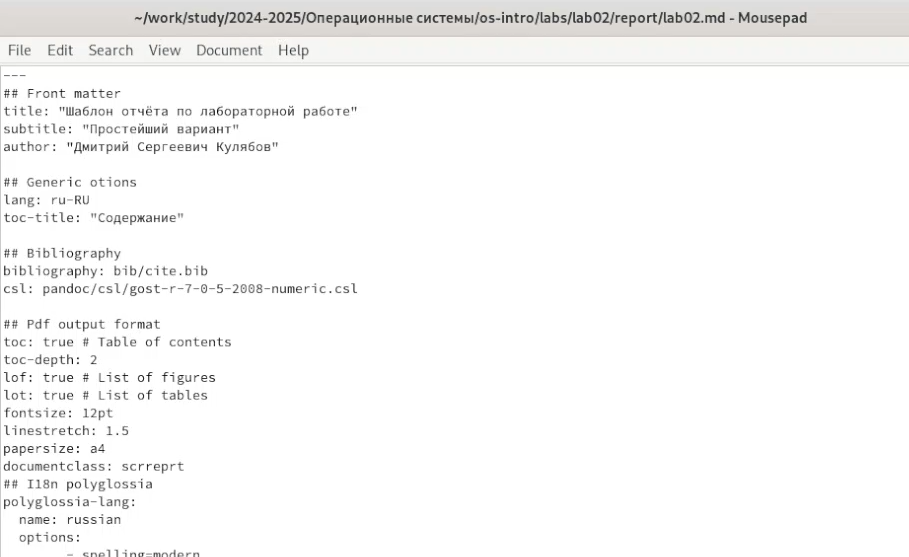 ~/work/study/2024-2025/Операционные системы/os-intro/labs/lab02/report/lab02.md - Mousepad
File Edit Search View Document Help
---
## Front matter
title: "Шаблон отчёта по лабораторной работе"
subtitle: "Простейший вариант"
author: "Дмитрий Сергеевич Кулябов"

## Generic otions
lang: ru-RU
toc-title: "Содержание"

## Bibliography
bibliography: bib/cite.bib
csl: pandoc/csl/gost-r-7-0-5-2008-numeric.csl

## Pdf output format
toc: true # Table of contents
toc-depth: 2
lof: true # List of figures
lot: true # List of tables
fontsize: 12pt
linestretch: 1.5
papersize: a4
documentclass: scrreprt
## I18n polyglossia
polyglossia-lang:
  name: russian
  options:
        - spelling=modern